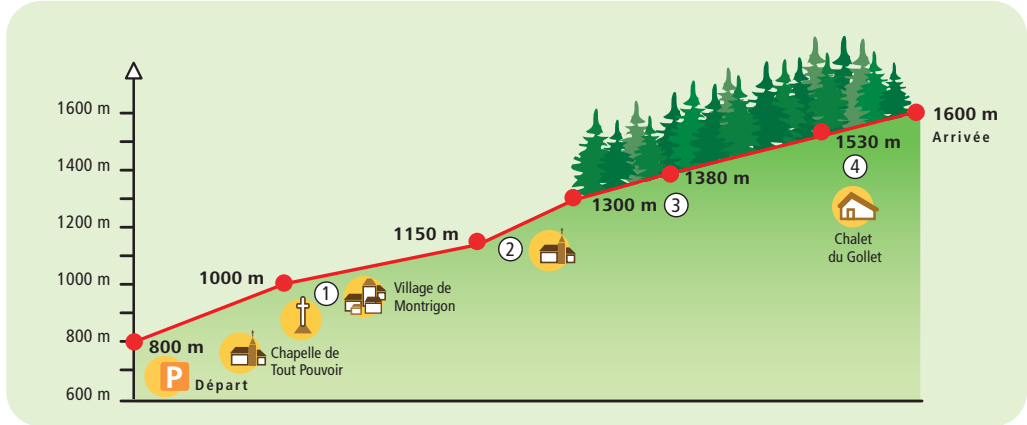 1600 m
1400 m
1200 m
1000 m
800 m
600 m
800 m
P Départ
1000 m
Chapelle de
Tout Pouvoir
1
Village de
Montrigon
1150 m
2
1300 m
3
1380 m
1530 m
4
Chalet
du Gollet
1600 m
Arrivée